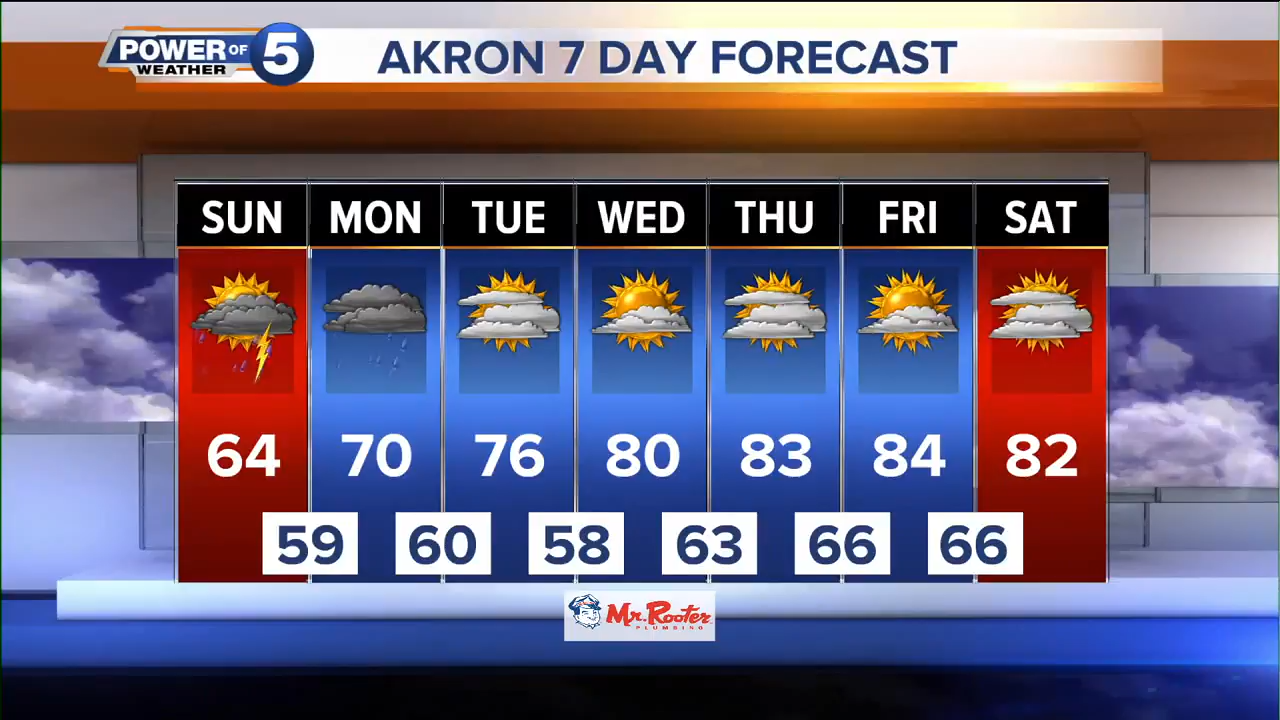 POWER OF 5
WEATHER
AKRON 7 DAY FORECAST
SUN MON TUE WED THU FRI SAT
64 70 76 80 83 84 82
59 60 58 63 66 66
Mr. Rooter
PLUMBING